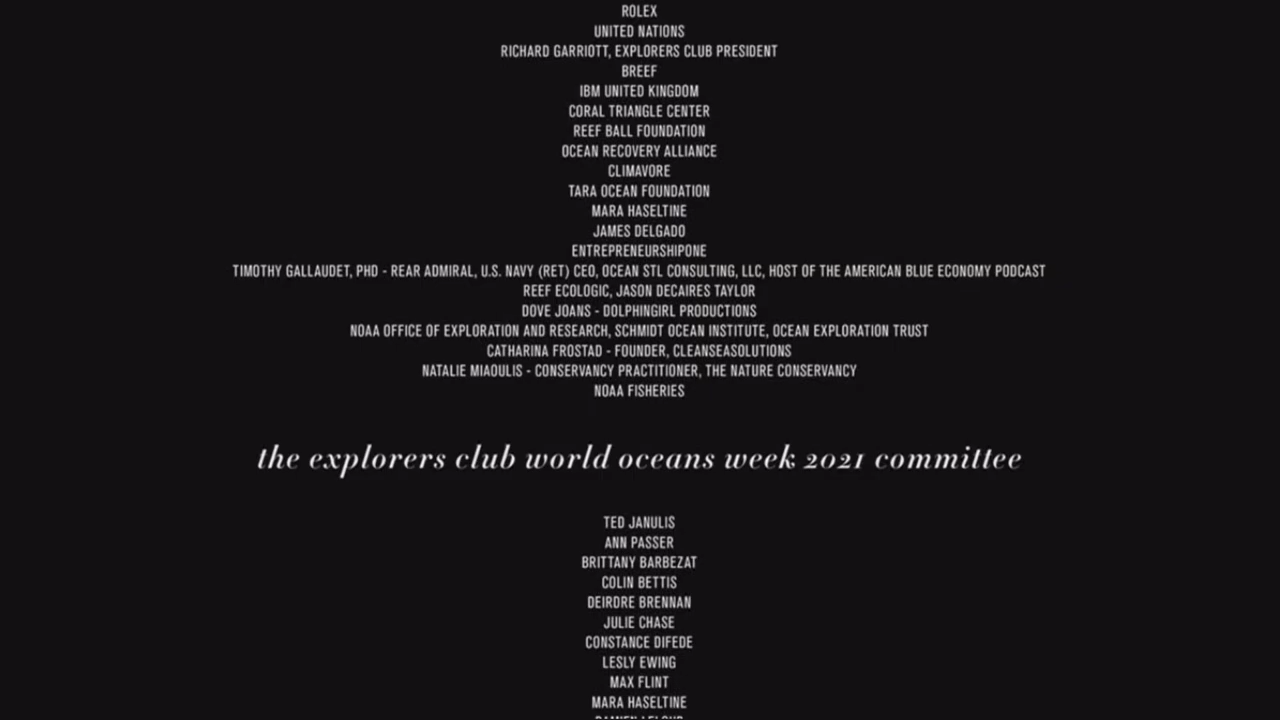 ROLEX
UNITED NATIONS
RICHARD GARRIOTT, EXPLORERS CLUB PRESIDENT
BREEF
IBM UNITED KINGDOM
CORAL TRIANGLE CENTER
REEF BALL FOUNDATION
OCEAN RECOVERY ALLIANCE
CLIMAVORE
TARA OCEAN FOUNDATION
MARA HASELTINE
JAMES DELGADO
ENTREPRENEURSHIPONE
TIMOTHY GALLAUDET, PHD - REAR ADMIRAL, U.S. NAVY (RET) CEO, OCEAN STL CONSULTING, LLC, HOST OF THE AMERICAN BLUE ECONOMY PODCAST
REEF ECOLOGIC, JASON DECAIRES TAYLOR
DOVE JOANS - DOLPHINGIRL PRODUCTIONS
NOAA OFFICE OF EXPLORATION AND RESEARCH, SCHMIDT OCEAN INSTITUTE, OCEAN EXPLORATION TRUST
CATHARINA FROSTAD - FOUNDER, CLEANSEASOLUTIONS
NATALIE MIAOULIS - CONSERVANCY PRACTITIONER, THE NATURE CONSERVANCY
NOAA FISHERIES
the explorers club world oceans week 2021 committee
TED JANULIS
ANN PASSER
BRITTANY BARBEZAT
COLIN BETTIS
DEIRDRE BRENNAN
JULIE CHASE
CONSTANCE DIFEDE
LESLY EWING
MAX FLINT
MARA HASELTINE